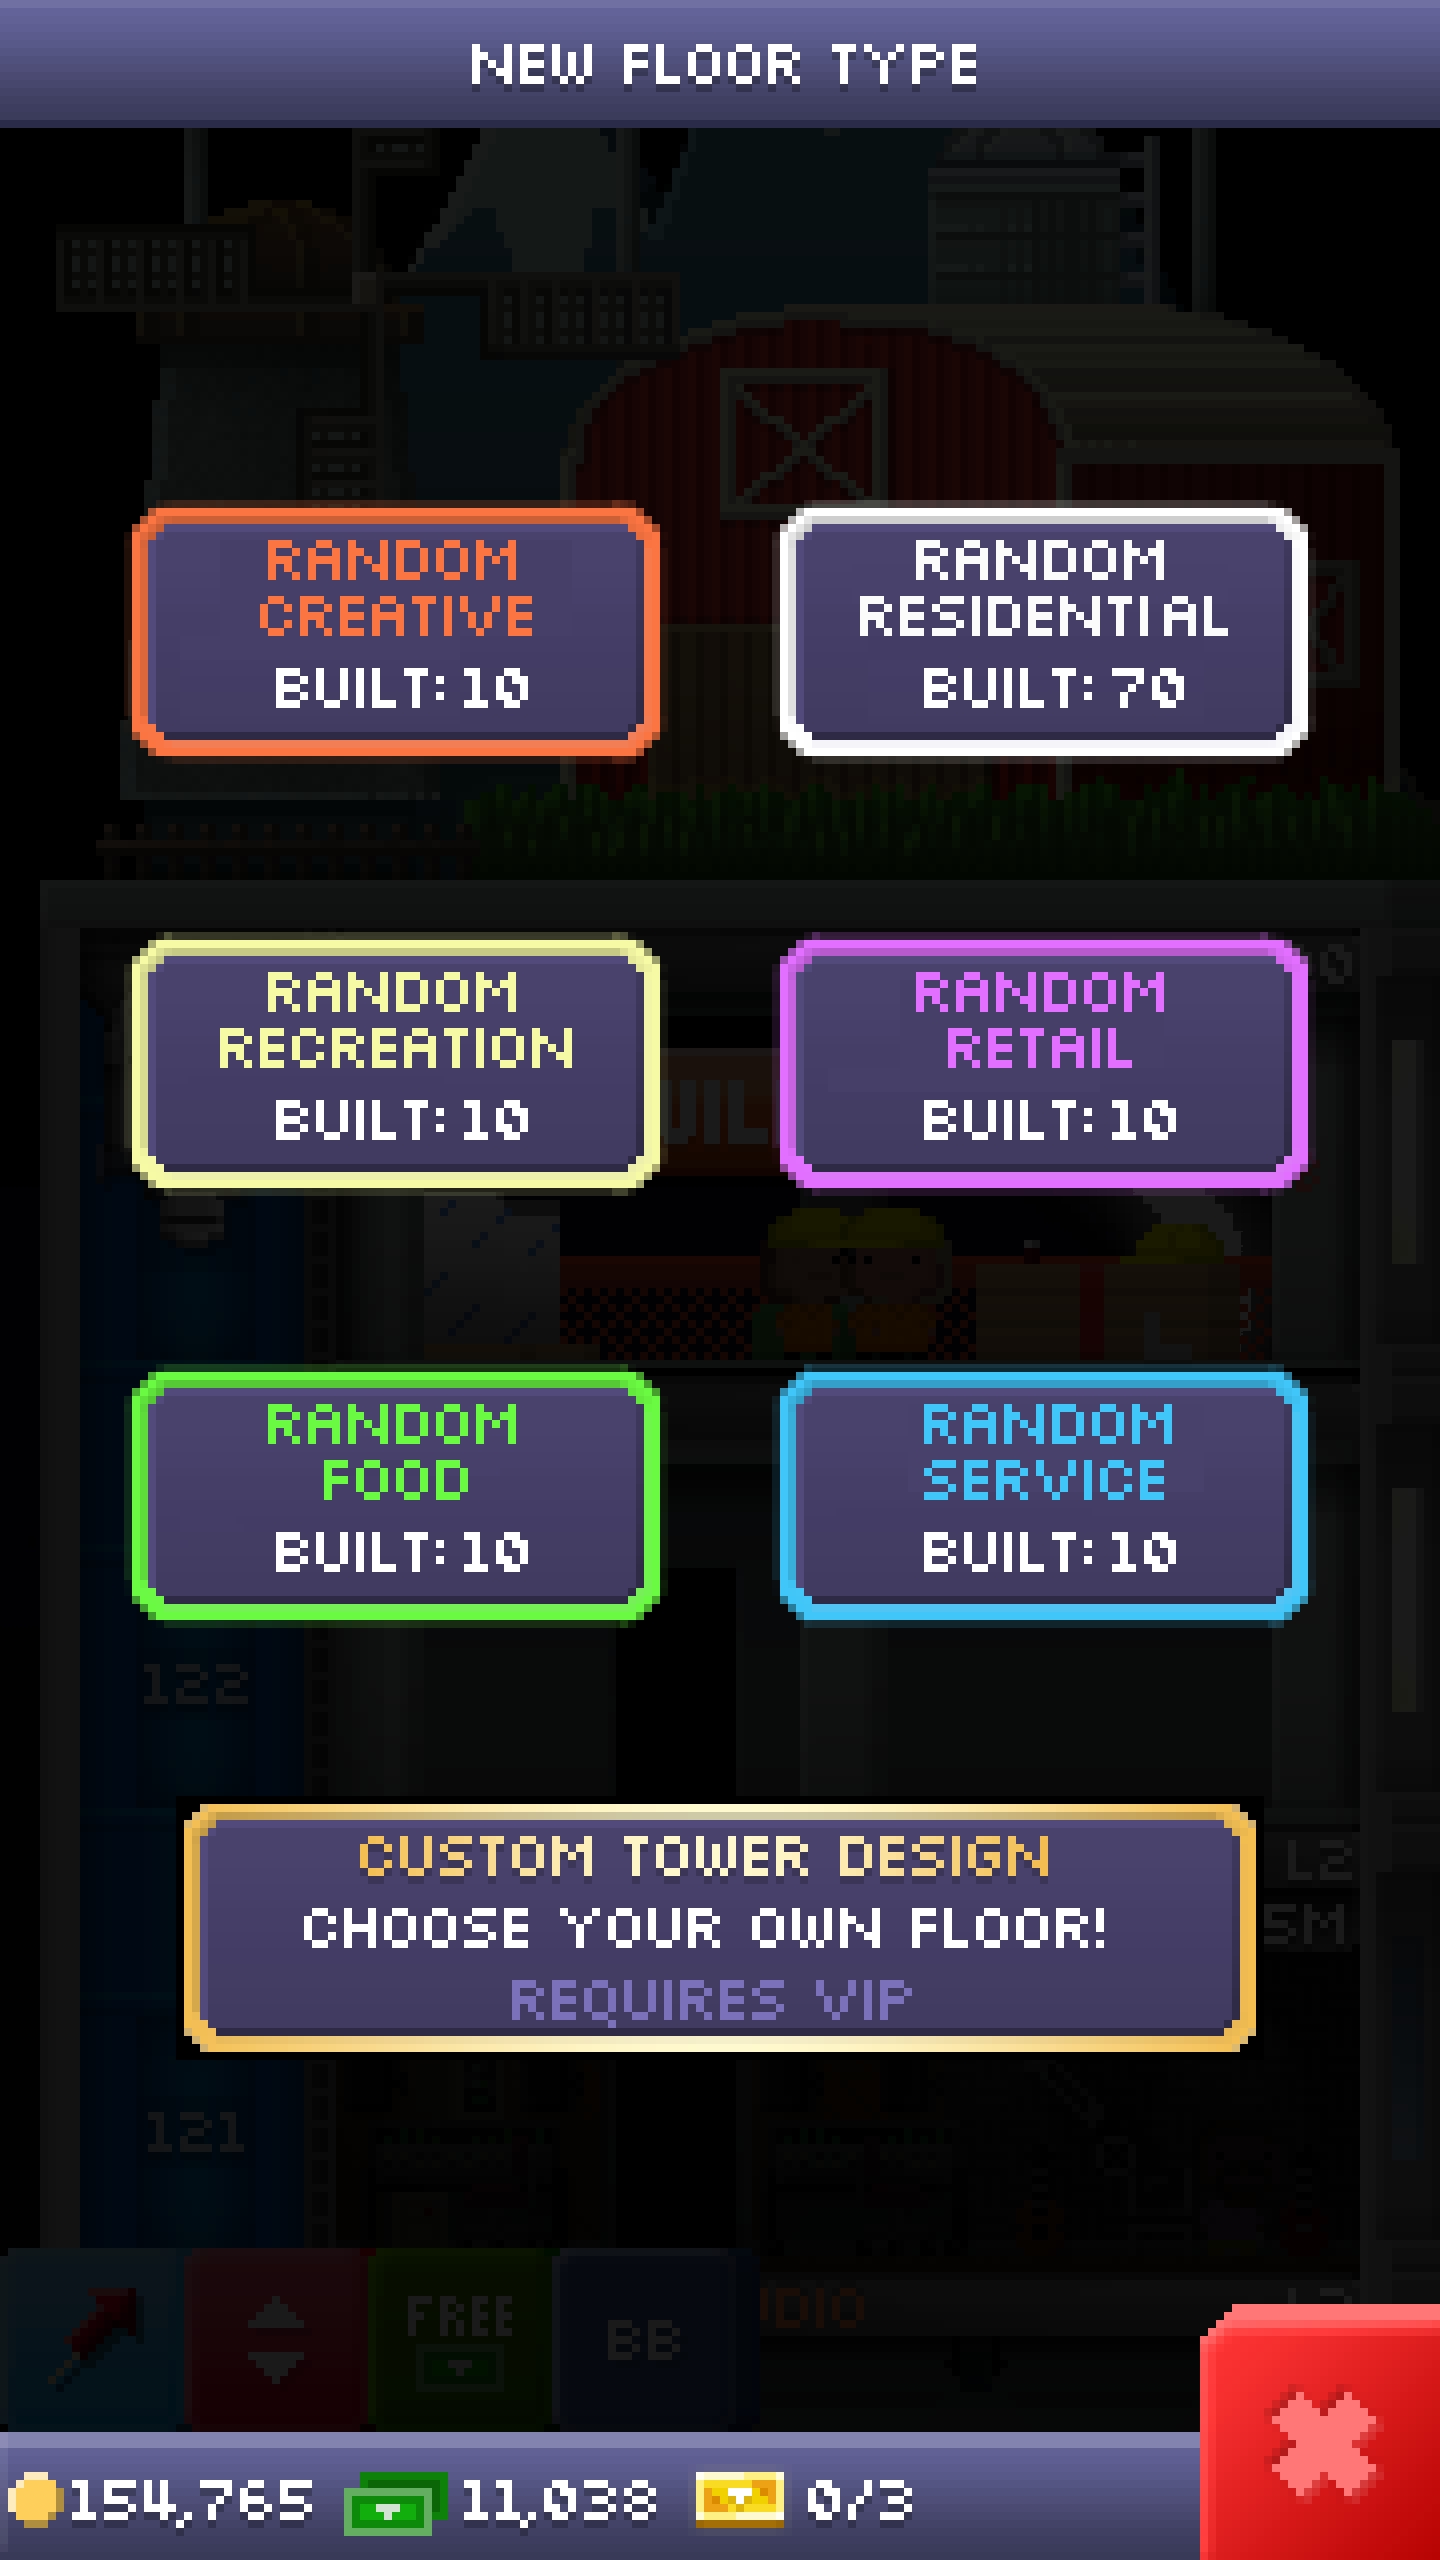 NEW FLOOR TYPE
RANDOM
CREATIVE
BUILT: 10
RANDOM
RESIDENTIAL
BUILT: 70
RANDOM
RECREATION
BUILT: 10
RANDOM
RETAIL
BUILT: 10
RANDOM
FOOD
BUILT: 10
RANDOM
SERVICE
BUILT: 10
122
CUSTOM TOWER DESIGN
CHOOSE YOUR OWN FLOOR!
REQUIRES VIP
L2
121
FREE
BB
154,765
11,038
0/3